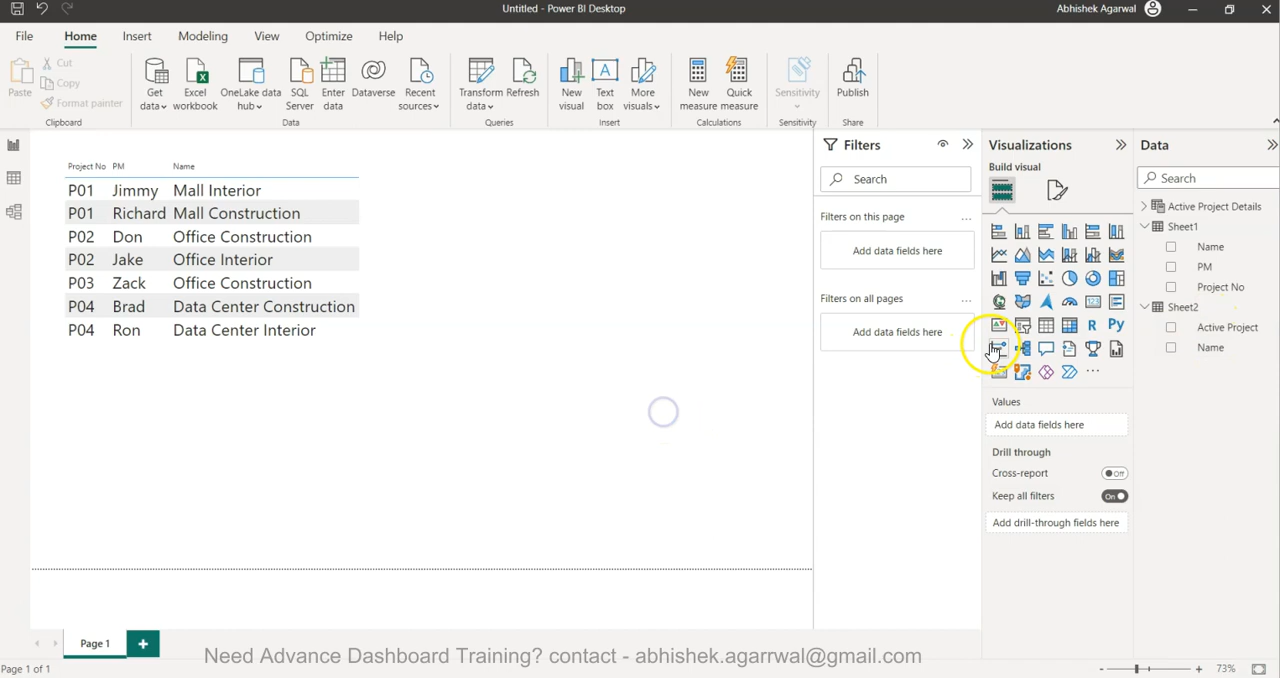 Untitled - Power BI Desktop
Abhishek Agarwal
File Home Insert Modeling View Optimize Help
Paste
Cut
Copy
Format painter
Clipboard
Get data
Excel workbook
OneLake data hub
SQL Server
Enter data
Dataverse
Recent sources
Data
Transform data
Refresh
Queries
New visual
Text box
More visuals
Insert
New measure
Quick measure
Calculations
Sensitivity
Sensitivity
Publish
Share
Project No PM Name
P01 Jimmy Mall Interior
P01 Richard Mall Construction
P02 Don Office Construction
P02 Jake Office Interior
P03 Zack Office Construction
P04 Brad Data Center Construction
P04 Ron Data Center Interior
Filters
Search
Filters on this page ...
Add data fields here
Filters on all pages ...
Add data fields here
Visualizations
Build visual
R Py
...
Values
Add data fields here
Drill through
Cross-report Off
Keep all filters On
Add drill-through fields here
Data
Search
Active Project Details
Sheet1
Name
PM
Project No
Sheet2
Active Project
Name
Page 1
Need Advance Dashboard Training? contact - abhishek.agarrwal@gmail.com
Page 1 of 1
- + 73%